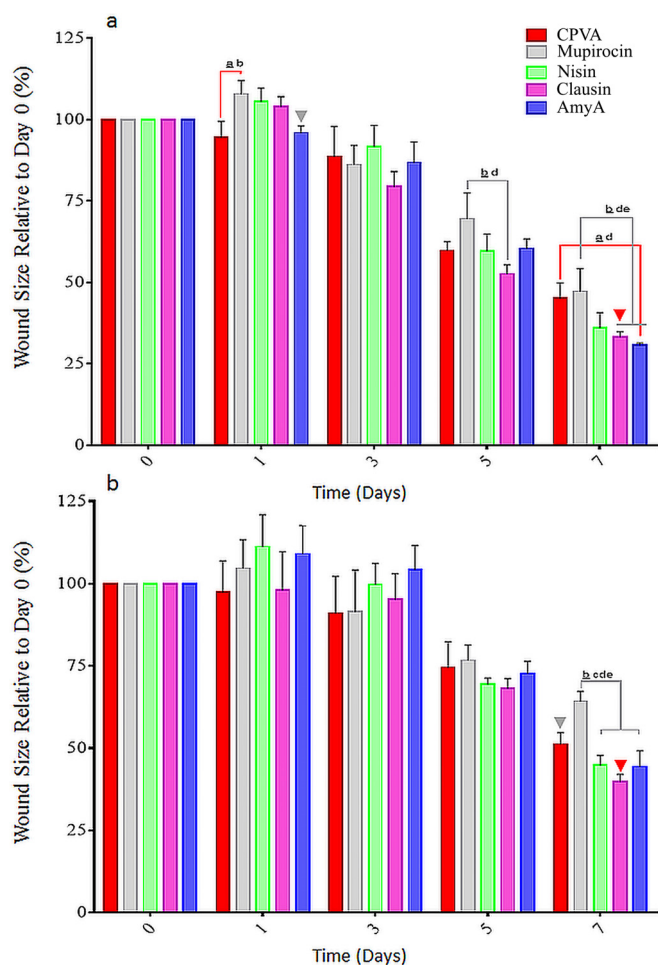 a
CPVA
Mupirocin
Nisin
Clausin
AmyA
Wound Size Relative to Day 0 (%)
125
100
75
50
25
0
a b
b d
b de
a d
0
1
3
5
7
Time (Days)
b
Wound Size Relative to Day 0 (%)
125
100
75
50
25
0
b cde
0
1
3
5
7
Time (Days)